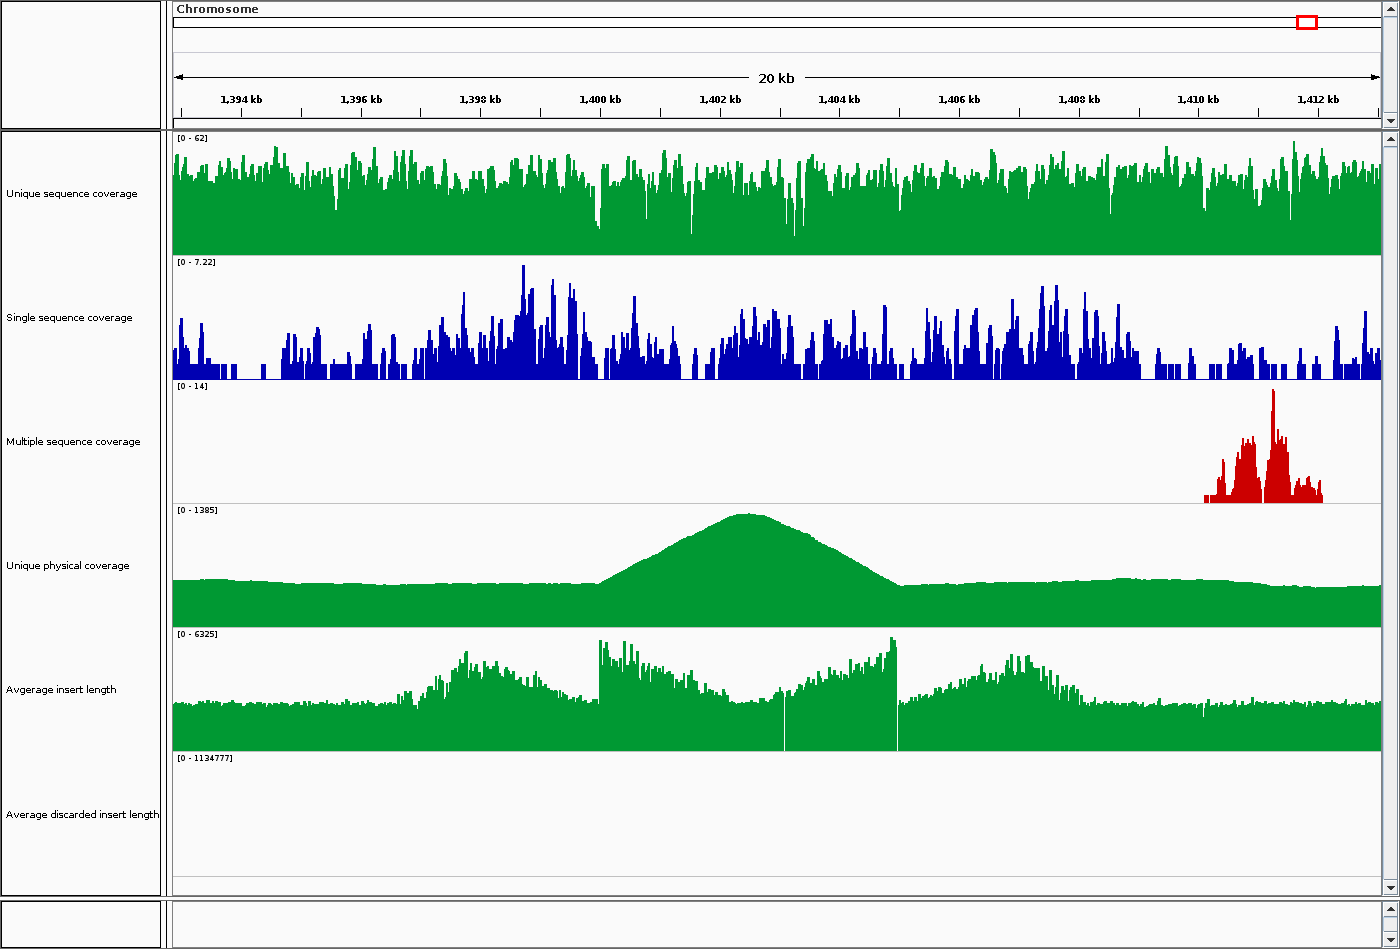 Chromosome
20 kb
1,394 kb 1,396 kb 1,398 kb 1,400 kb 1,402 kb 1,404 kb 1,406 kb 1,408 kb 1,410 kb 1,412 kb
[0 - 62]
Unique sequence coverage
[0 - 7.22]
Single sequence coverage
[0 - 14]
Multiple sequence coverage
[0 - 1385]
Unique physical coverage
[0 - 6325]
Avgerage insert length
[0 - 1134777]
Average discarded insert length